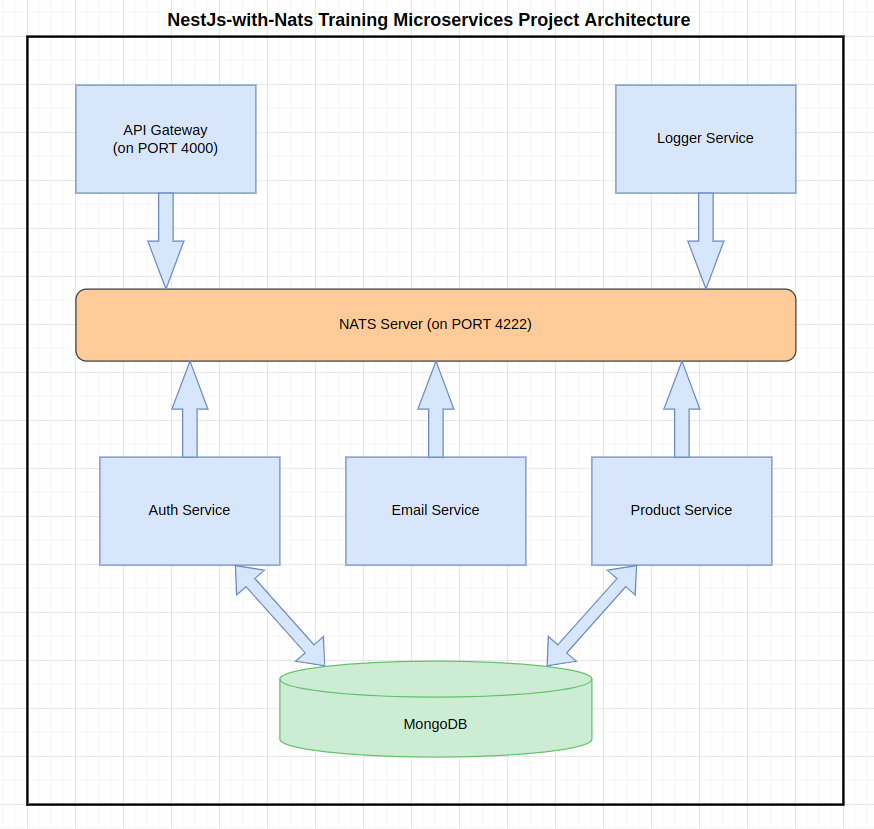 NestJs-with-Nats Training Microservices Project Architecture
API Gateway
(on PORT 4000)
Logger Service
NATS Server (on PORT 4222)
Auth Service
Email Service
Product Service
MongoDB